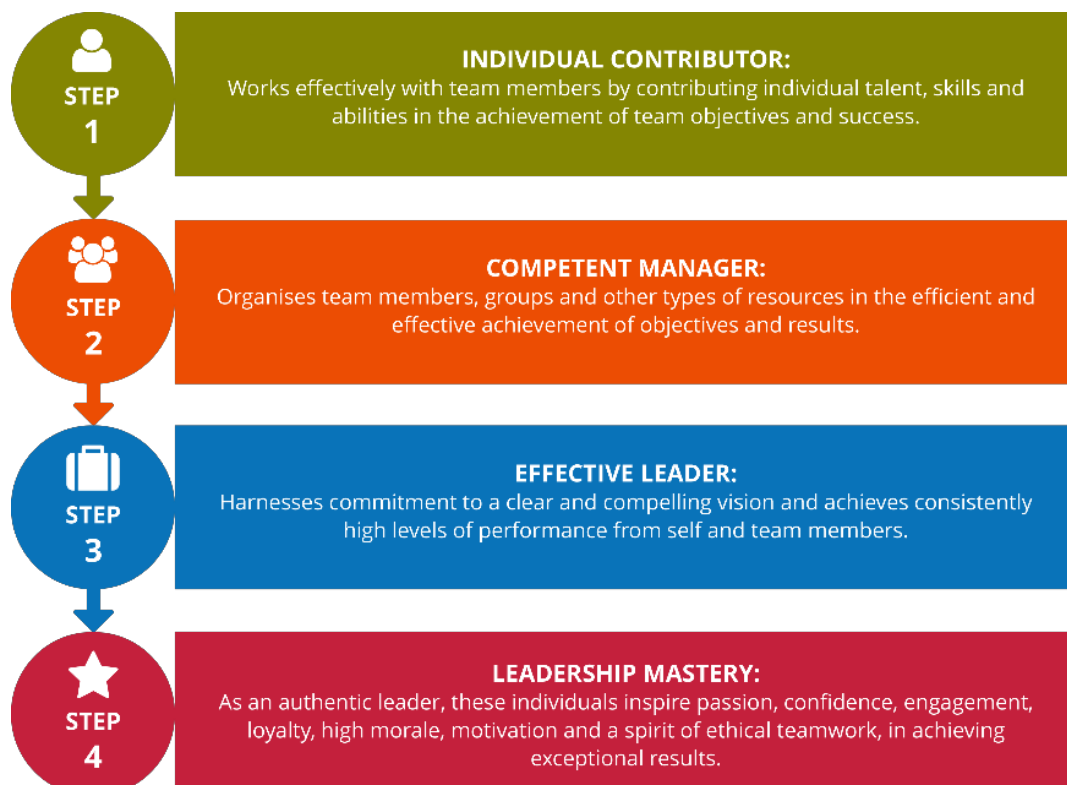 STEP
1
INDIVIDUAL CONTRIBUTOR:
Works effectively with team members by contributing individual talent, skills and
abilities in the achievement of team objectives and success.
STEP
2
COMPETENT MANAGER:
Organises team members, groups and other types of resources in the efficient and
effective achievement of objectives and results.
STEP
3
EFFECTIVE LEADER:
Harnesses commitment to a clear and compelling vision and achieves consistently
high levels of performance from self and team members.
STEP
4
LEADERSHIP MASTERY:
As an authentic leader, these individuals inspire passion, confidence, engagement,
loyalty, high morale, motivation and a spirit of ethical teamwork, in achieving
exceptional results.